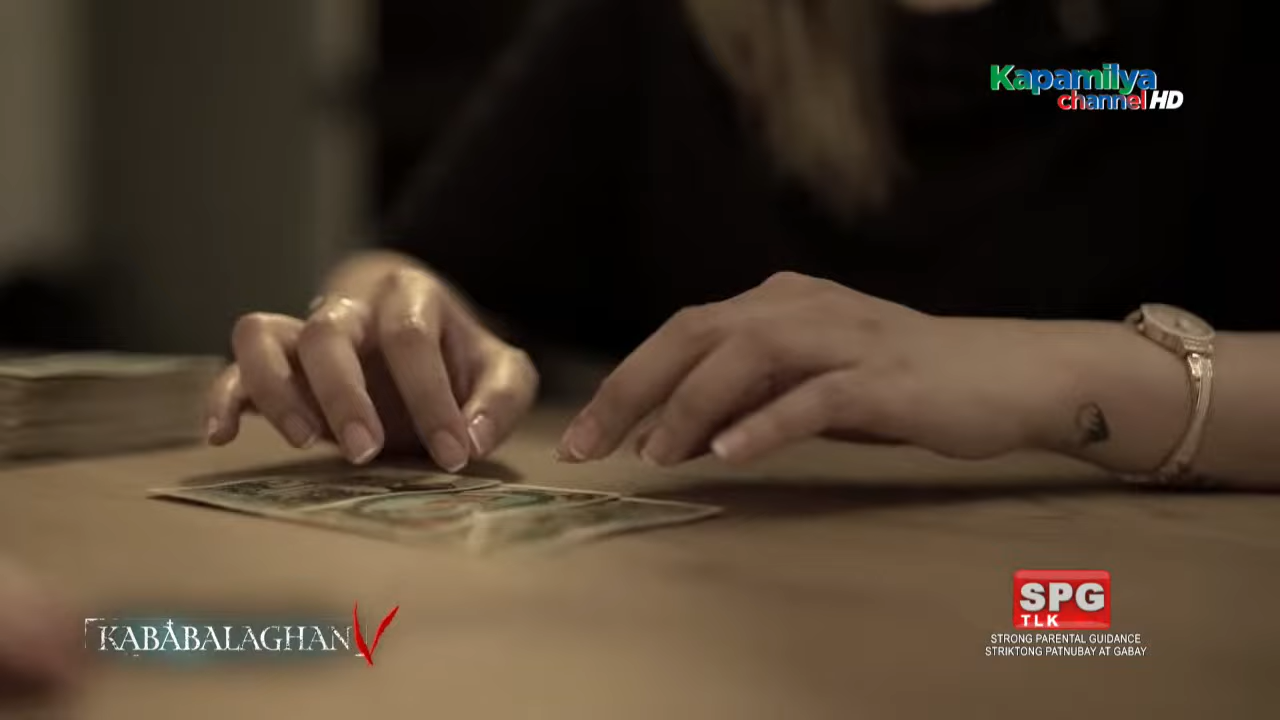 Kapamilya
channel HD
KABABALAGHAN V
SPG
TLK
STRONG PARENTAL GUIDANCE
STRIKTONG PATNUBAY AT GABAY